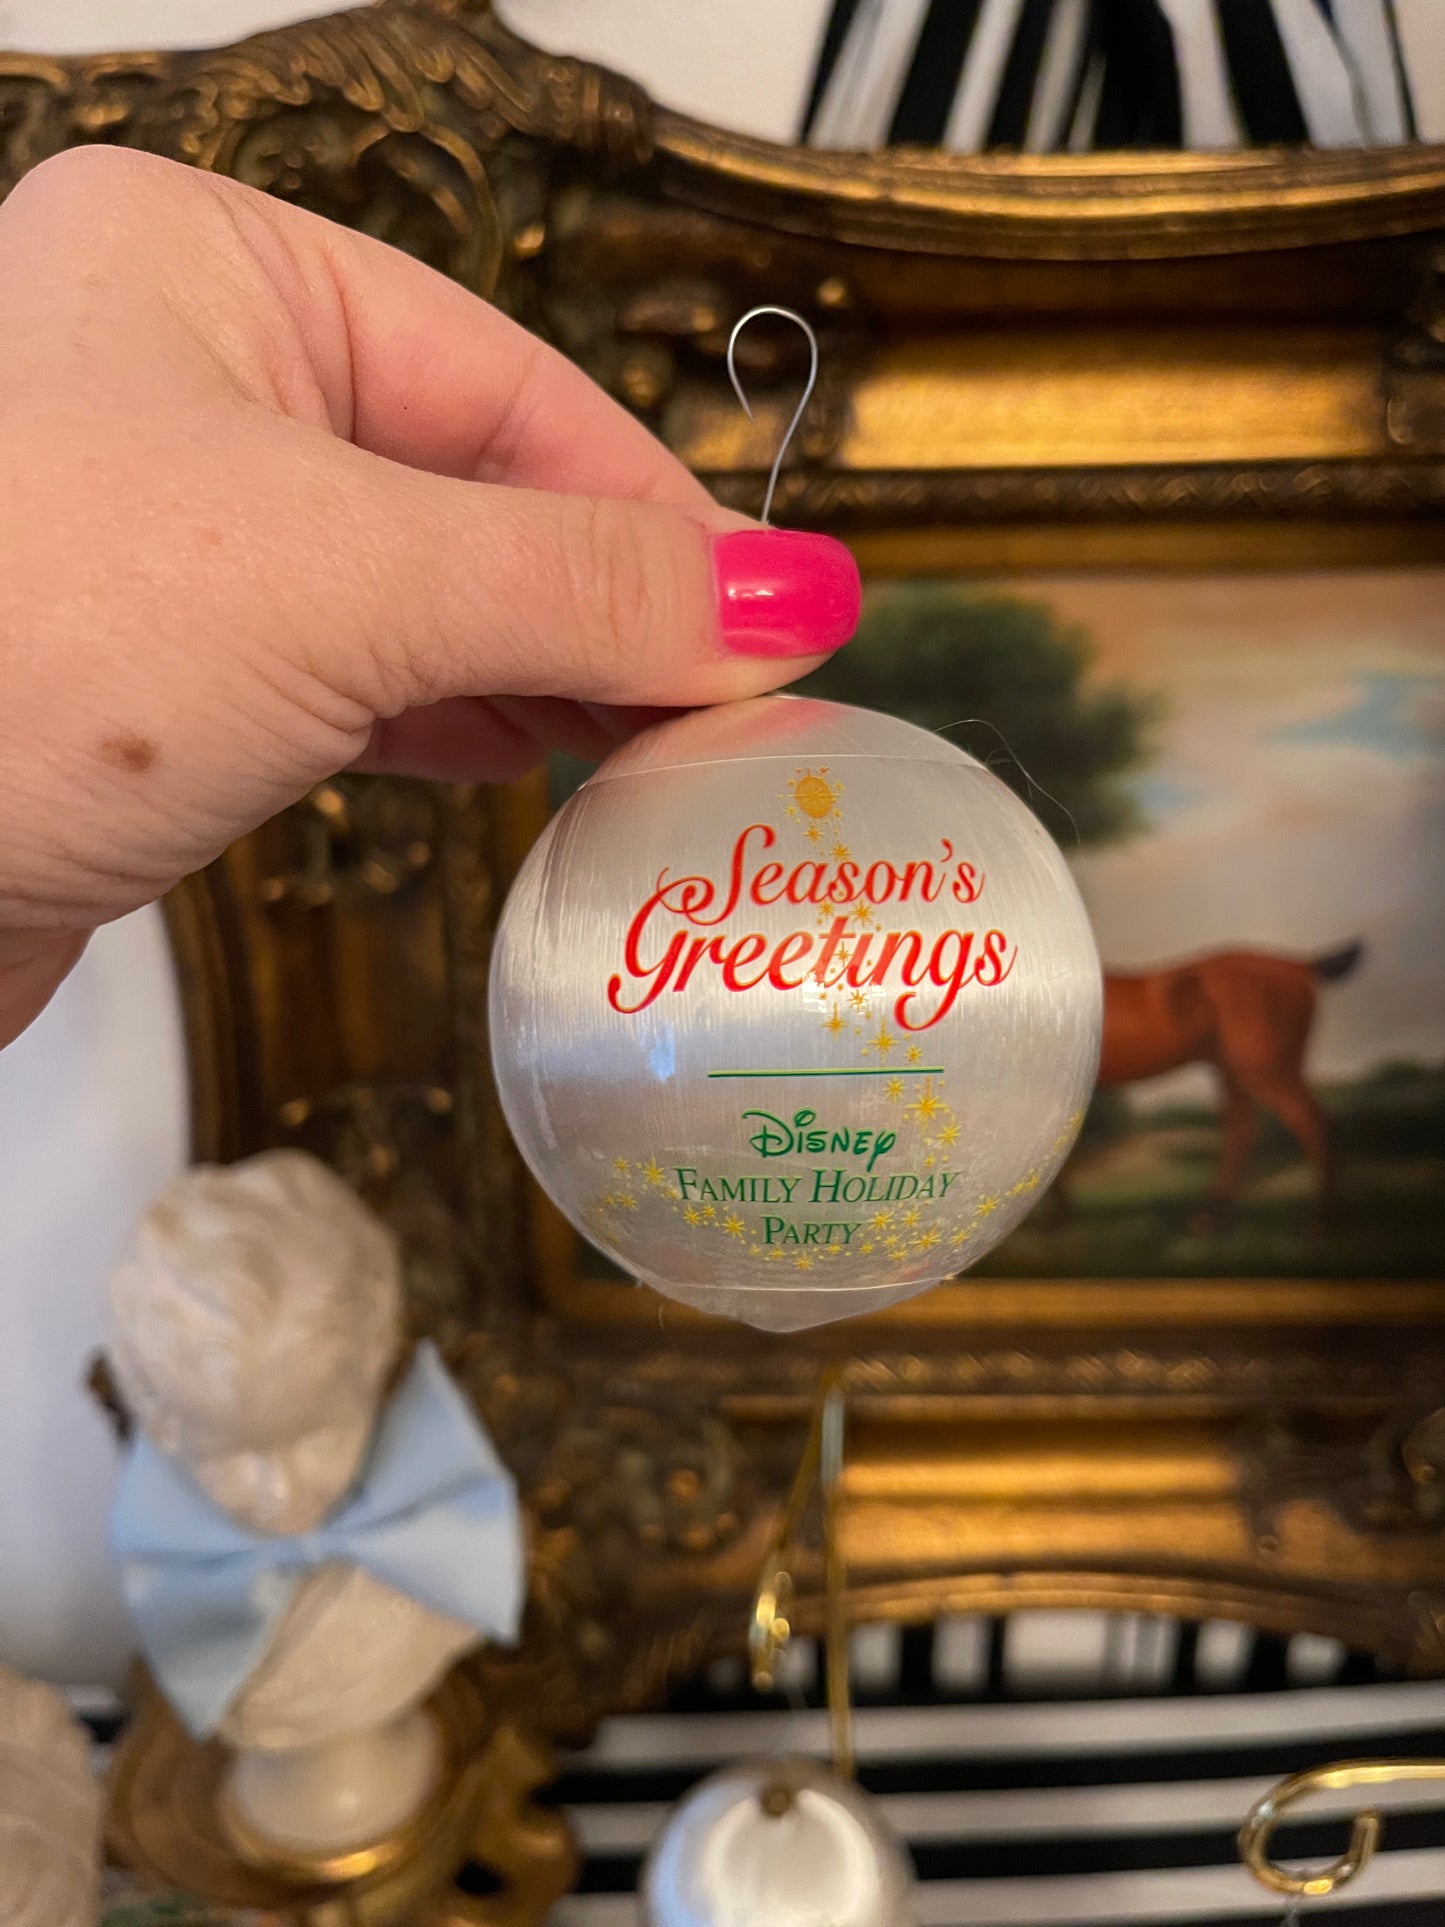 Season's
Greetings
Disney
Family Holiday
Party